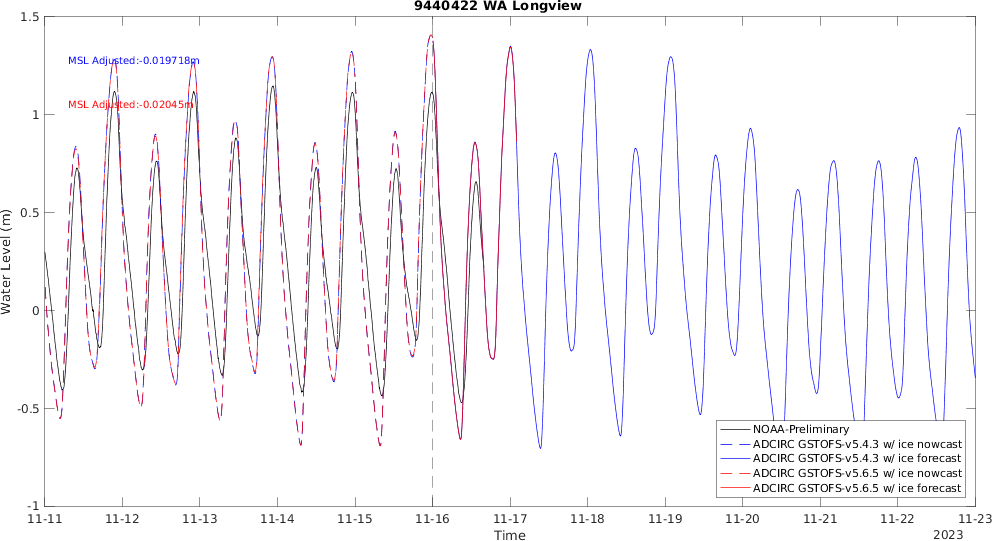 9440422 WA Longview
1.5
MSL Adjusted:-0.019718m
MSL Adjusted:-0.02045m
1
0.5
0
-0.5
-1
Water Level (m)
NOAA-Preliminary
ADCIRC GSTOFS-v5.4.3 w/ ice nowcast
ADCIRC GSTOFS-v5.4.3 w/ ice forecast
ADCIRC GSTOFS-v5.6.5 w/ ice nowcast
ADCIRC GSTOFS-v5.6.5 w/ ice forecast
11-11 11-12 11-13 11-14 11-15 11-16 11-17 11-18 11-19 11-20 11-21 11-22 11-23
Time 2023